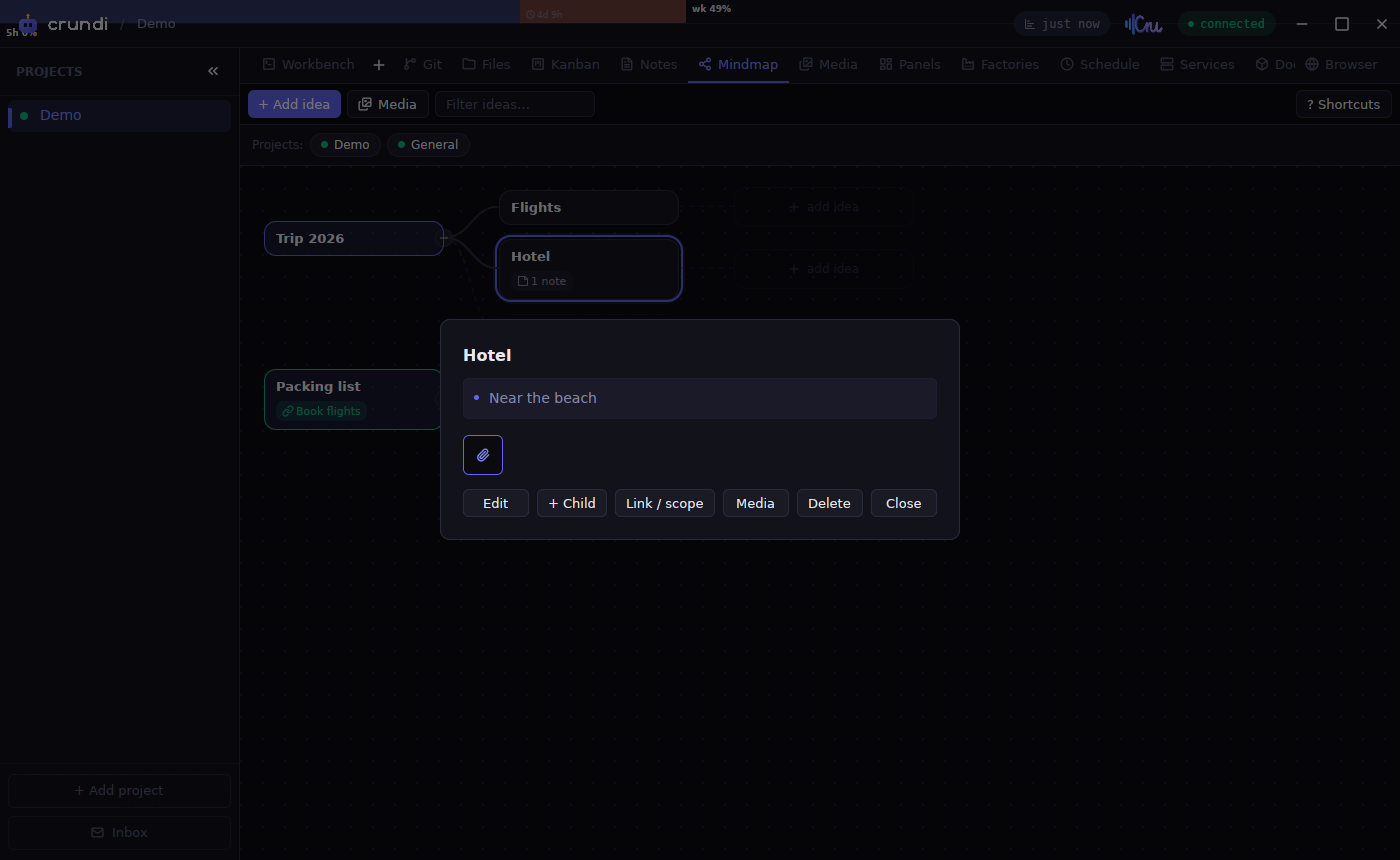 5h 0%
4d 9h
wk 49%
crundi / Demo
just now
Cru
connected
PROJECTS
Workbench
Git
Files
Kanban
Notes
Mindmap
Media
Panels
Factories
Schedule
Services
Doc
Browser
Demo
+ Add idea
Media
Filter ideas...
? Shortcuts
Projects:
Demo
General
Trip 2026
Flights
+ add idea
Hotel
1 note
+ add idea
Packing list
Book flights
Hotel
Near the beach
Edit
+ Child
Link / scope
Media
Delete
Close
+ Add project
Inbox